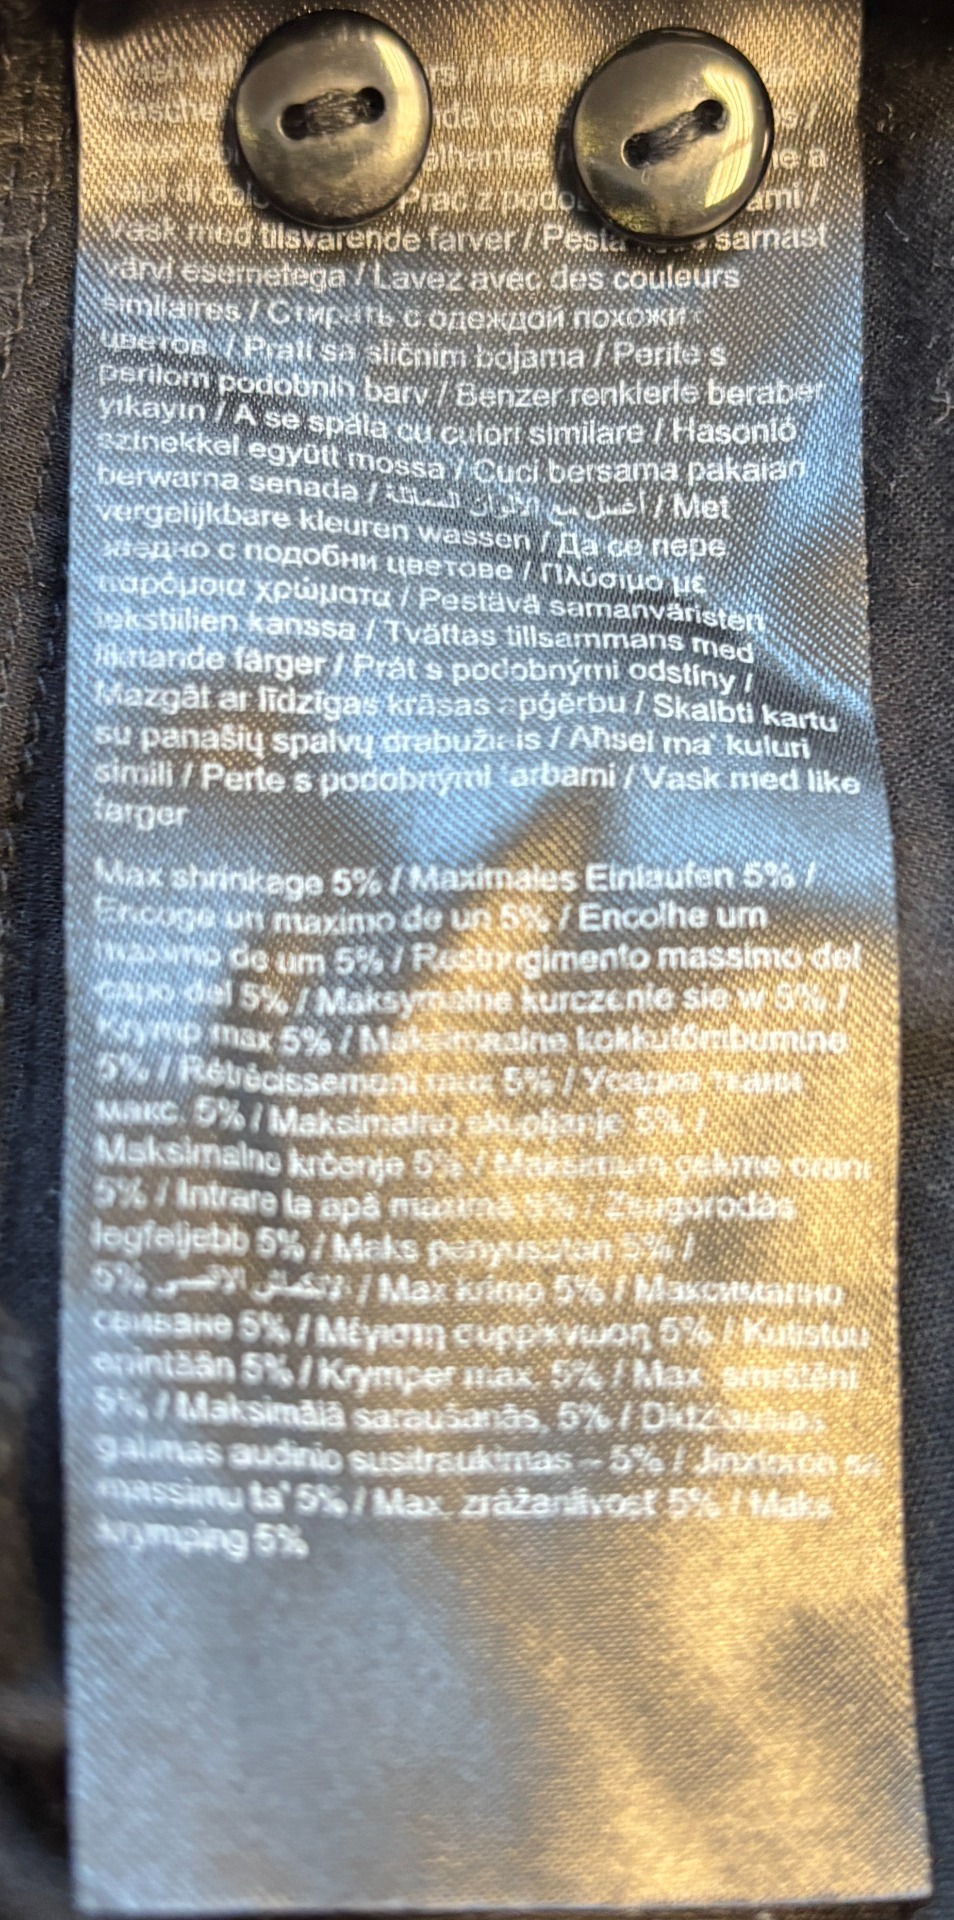 / Mit
con
Prać z
vask med tilsvarende farver / sarnast
värvi esemetega / Lavez avec des couleurs
similaires / Стирать с одеждой похожих
цветов. / Prati sa sličnim bojama / Perite s
perilom podobnih barv / Benzer renklerle beraber
yıkayın / A se spăla cu culori similare / Hasonló
színekkel együtt mossa / Cuci bersama pakaian
berwarna senada / أغسل مع الألوان المماثلة / Met
vergelijkbare kleuren wassen / Да се пере
заедно с подобни цветове / Πλύσιμο με
παρόμοια χρώματα / Pestävä samanväristen
tekstiilien kanssa / Tvättas tillsammans med
liknande färger / Prát s podobnými odstíny /
Mazgāt ar līdzīgas krāsas apģērbu / Skalbti kartu
su panašių spalvų drabužiais / Aħsel ma' kuluri
simili / Perte s podobnými farbami / Vask med like
farger
Max shrinkage 5% / Maximales Einlaufen 5% /
Encoge un maximo de un 5% / Encolhe um
maximo de um 5% / Restringimento massimo del
capo del 5% / Maksymalne kurczenie sie w 5% /
Krymp max 5% / Maksimaalne kokkutõmbumine
5% / Rétrécissement max 5% / Усадка ткани
макс. 5% / Maksimalno skupljanje 5% /
Maksimalno krčenje 5% / Maksimum çekme oranı
5% / Intrare la apă maximă 5% / Zsugorodás
legfeljebb 5% / Maks penyusutan 5% /
الانكماش الأقصى 5% / Max krimp 5% / Максимално
свиване 5% / Μέγιστη συρρίκνωση 5% / Kutistuu
enintään 5% / Krymper max. 5% / Max. smrštění
5% / Maksimālā saraušanās, 5% / Didžiausias
galimas audinio susitraukimas – 5% / Jinxtorob sa
massimu ta' 5% / Max. zrážanlivosť 5% / Maks
krymping 5%